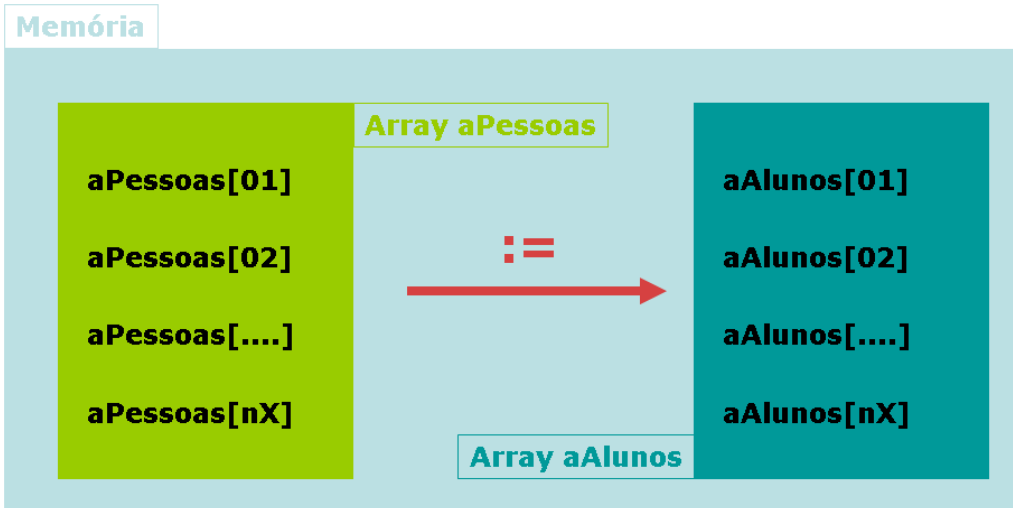 Memória
Array aPessoas
aPessoas[01]
aPessoas[02]
aPessoas[....]
aPessoas[nX]
:=
aAlunos[01]
aAlunos[02]
aAlunos[....]
aAlunos[nX]
Array aAlunos